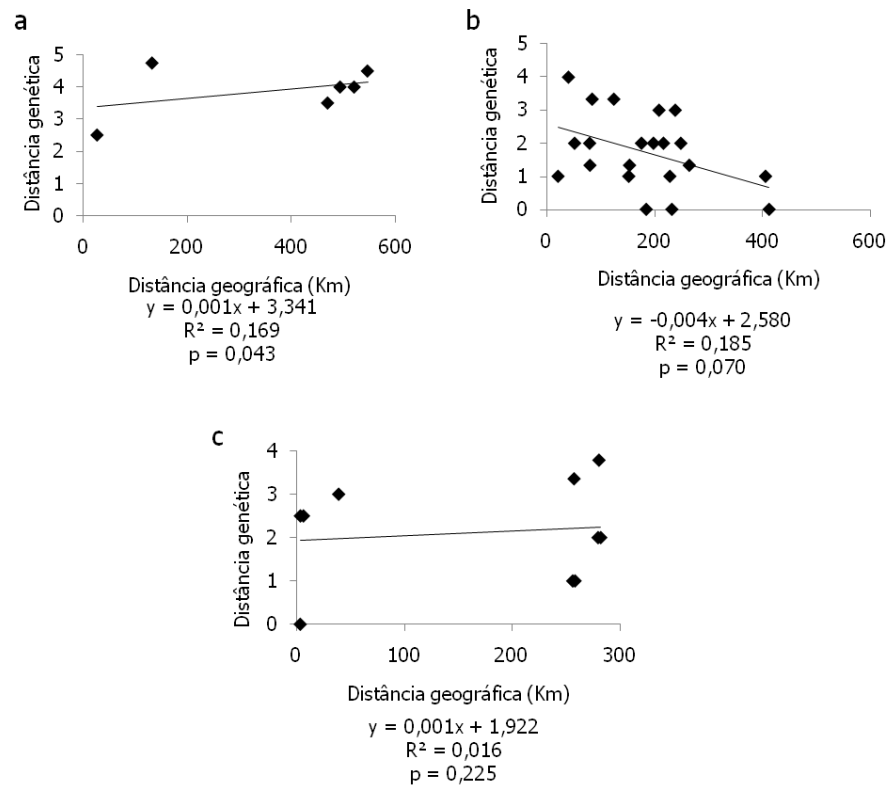 a
Distância genética
5
4
3
2
1
0
0 200 400 600
Distância geográfica (Km)
y = 0,001x + 3,341
R² = 0,169
p = 0,043
b
Distância genética
5
4
3
2
1
0
0 200 400 600
Distância geográfica (Km)
y = -0,004x + 2,580
R² = 0,185
p = 0,070
c
Distância genética
4
3
2
1
0
0 100 200 300
Distância geográfica (Km)
y = 0,001x + 1,922
R² = 0,016
p = 0,225